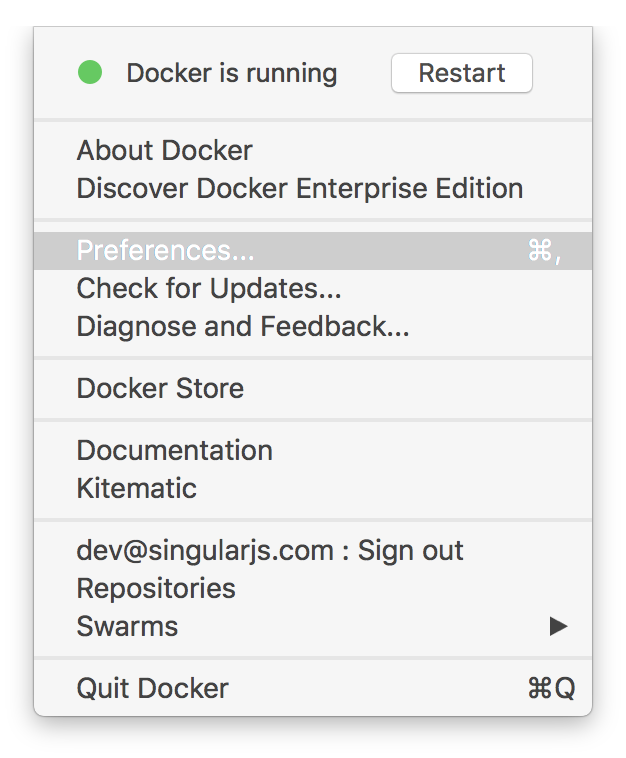 Docker is running Restart
About Docker
Discover Docker Enterprise Edition
Preferences... ⌘,
Check for Updates...
Diagnose and Feedback...
Docker Store
Documentation
Kitematic
dev@singularjs.com : Sign out
Repositories
Swarms ▶
Quit Docker ⌘Q